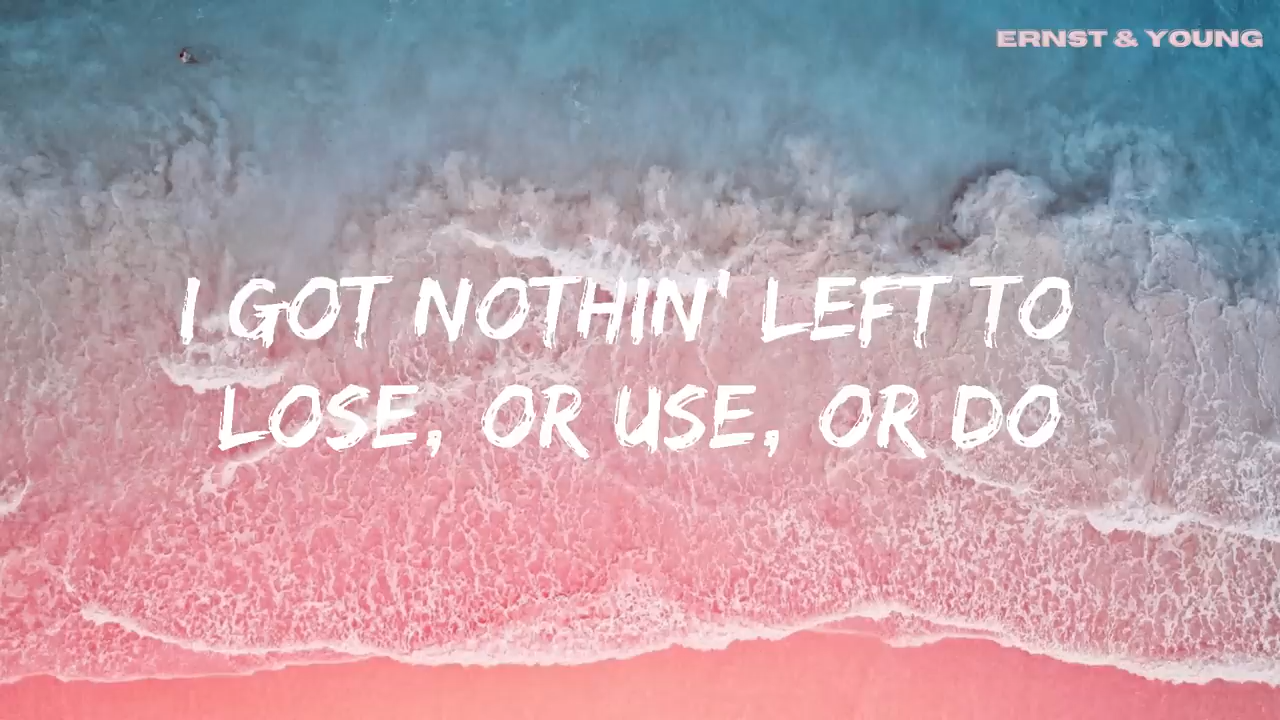 ERNST & YOUNG
I GOT NOTHIN' LEFT TO
LOSE, OR USE, OR DO